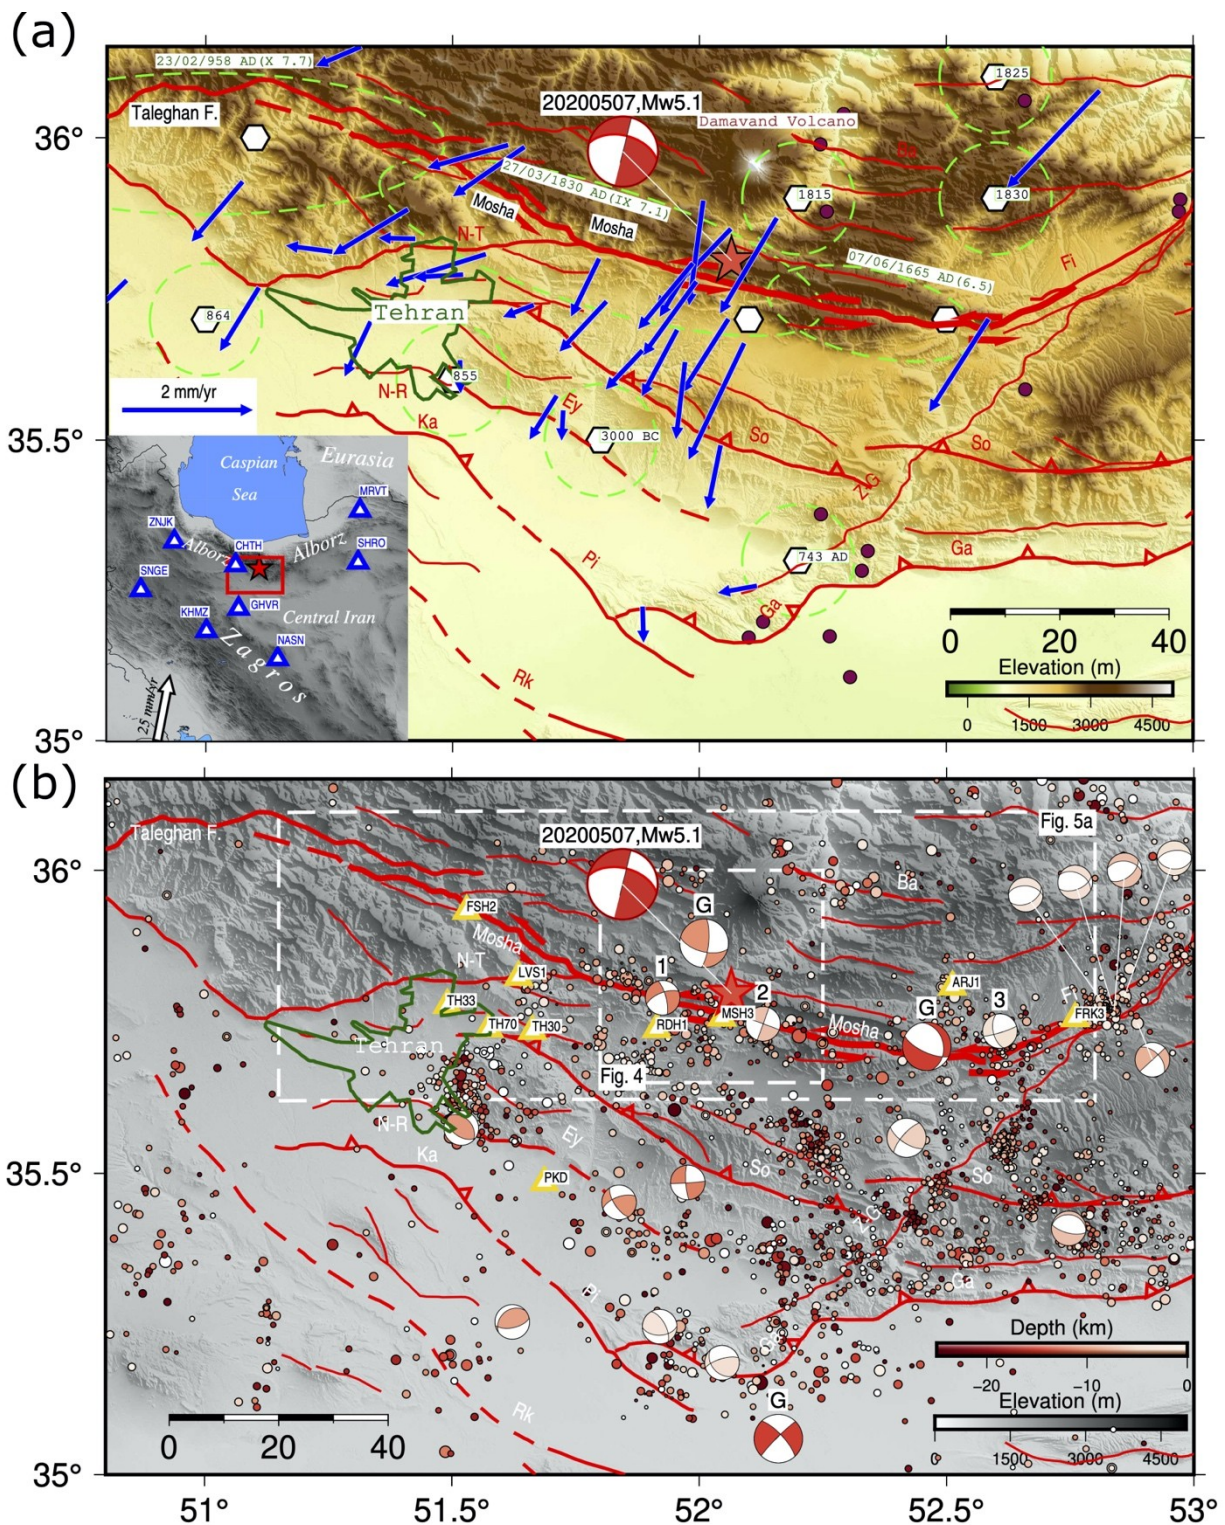 (a)
23/02/958 AD(X 7.7)
1825
Taleghan F.
20200507,Mw5.1
Damavand Volcano
36°
Ba
27/03/1830 AD(IX 7.1)
1815
1830
Mosha
Mosha
N-T
07/06/1665 AD(6.5)
Fi
864
Tehran
855
2 mm/yr
N-R
Ka
Ey
3000 BC
So
So
35.5°
Z-G
Caspian
Sea
Eurasia
MRVT
ZNJK
CHTH
Alborz
Alborz
SHRO
SNGE
KHMZ
GHVR
Central Iran
NASN
Zagros
25 mm/yr
743 AD
Ga
Pi
Ga
Rk
0 20 40
Elevation (m)
0 1500 3000 4500
35°
(b)
Taleghan F.
20200507,Mw5.1
Fig. 5a
36°
Ba
G
FSH2
Mosha
N-T
LVS1
1
ARJ1
TH33
2
MSH3
G
3
Fi
FRK3
TH70
TH30
RDH1
Mosha
Tehran
Fig. 4
N-R
Ka
Ey
So
So
35.5°
PKD
Z-G
Ga
Pi
Ga
Depth (km)
−20 −10 0
G
Elevation (m)
0 1500 3000 4500
Rk
0 20 40
35°
51° 51.5° 52° 52.5° 53°